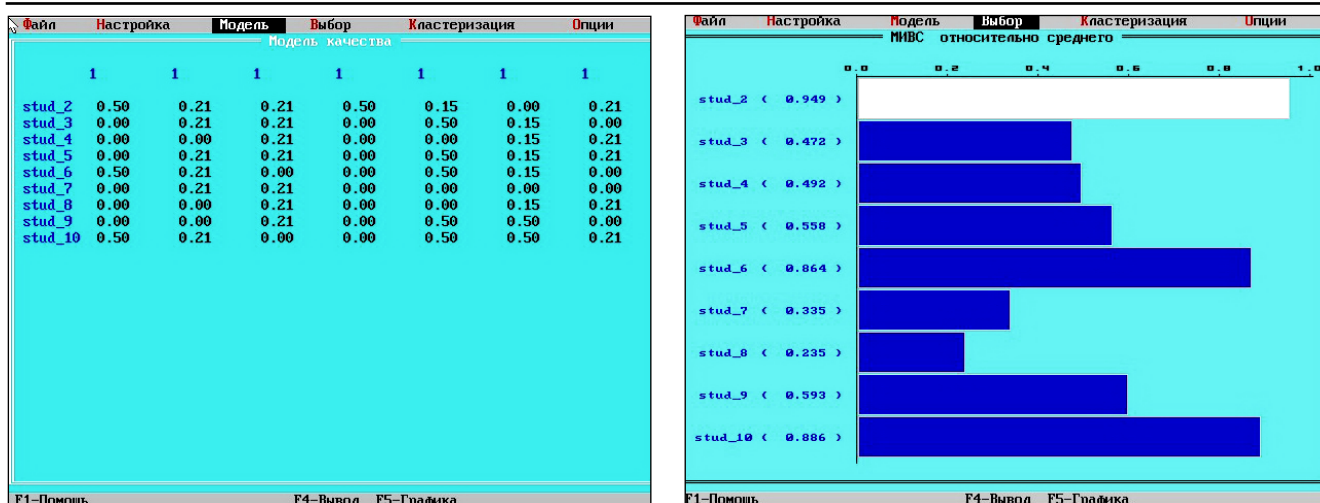 Файл Настройка Модель Выбор Кластеризация Опции
Модель качества
1 1 1 1 1 1 1
stud_2 0.50 0.21 0.21 0.50 0.15 0.00 0.21
stud_3 0.00 0.21 0.21 0.00 0.50 0.15 0.00
stud_4 0.00 0.00 0.21 0.00 0.00 0.15 0.21
stud_5 0.00 0.21 0.21 0.00 0.50 0.15 0.21
stud_6 0.50 0.21 0.00 0.00 0.50 0.15 0.00
stud_7 0.00 0.21 0.21 0.00 0.00 0.00 0.00
stud_8 0.00 0.00 0.21 0.00 0.00 0.15 0.21
stud_9 0.00 0.00 0.21 0.00 0.50 0.50 0.00
stud_10 0.50 0.21 0.00 0.00 0.50 0.50 0.21
F1-Помощь F4-Вывод F5-Графика
Файл Настройка Модель Выбор Кластеризация Опции
МИВС относительно среднего
0.0 0.2 0.4 0.6 0.8 1.0
stud_2 ( 0.949 )
stud_3 ( 0.472 )
stud_4 ( 0.492 )
stud_5 ( 0.558 )
stud_6 ( 0.864 )
stud_7 ( 0.335 )
stud_8 ( 0.235 )
stud_9 ( 0.593 )
stud_10 ( 0.886 )
F1-Помощь F4-Вывод F5-Графика